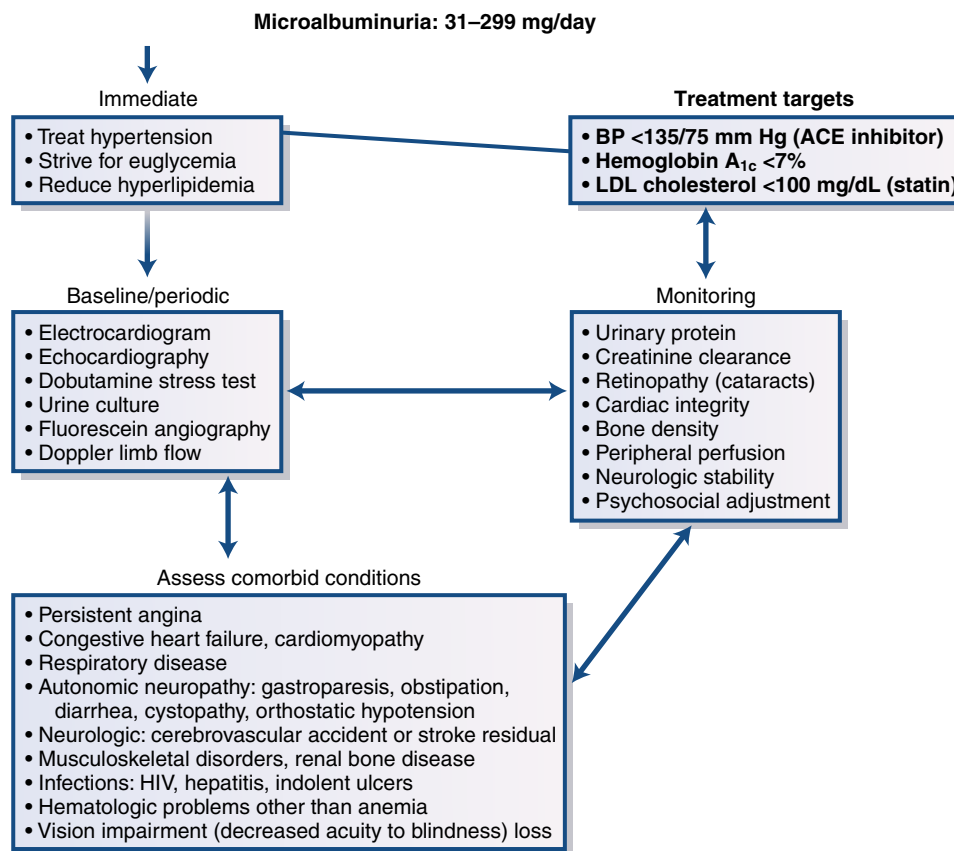 Microalbuminuria: 31–299 mg/day
Immediate
• Treat hypertension
• Strive for euglycemia
• Reduce hyperlipidemia
Treatment targets
• BP <135/75 mm Hg (ACE inhibitor)
• Hemoglobin A1c <7%
• LDL cholesterol <100 mg/dL (statin)
Baseline/periodic
• Electrocardiogram
• Echocardiography
• Dobutamine stress test
• Urine culture
• Fluorescein angiography
• Doppler limb flow
Monitoring
• Urinary protein
• Creatinine clearance
• Retinopathy (cataracts)
• Cardiac integrity
• Bone density
• Peripheral perfusion
• Neurologic stability
• Psychosocial adjustment
Assess comorbid conditions
• Persistent angina
• Congestive heart failure, cardiomyopathy
• Respiratory disease
• Autonomic neuropathy: gastroparesis, obstipation,
diarrhea, cystopathy, orthostatic hypotension
• Neurologic: cerebrovascular accident or stroke residual
• Musculoskeletal disorders, renal bone disease
• Infections: HIV, hepatitis, indolent ulcers
• Hematologic problems other than anemia
• Vision impairment (decreased acuity to blindness) loss